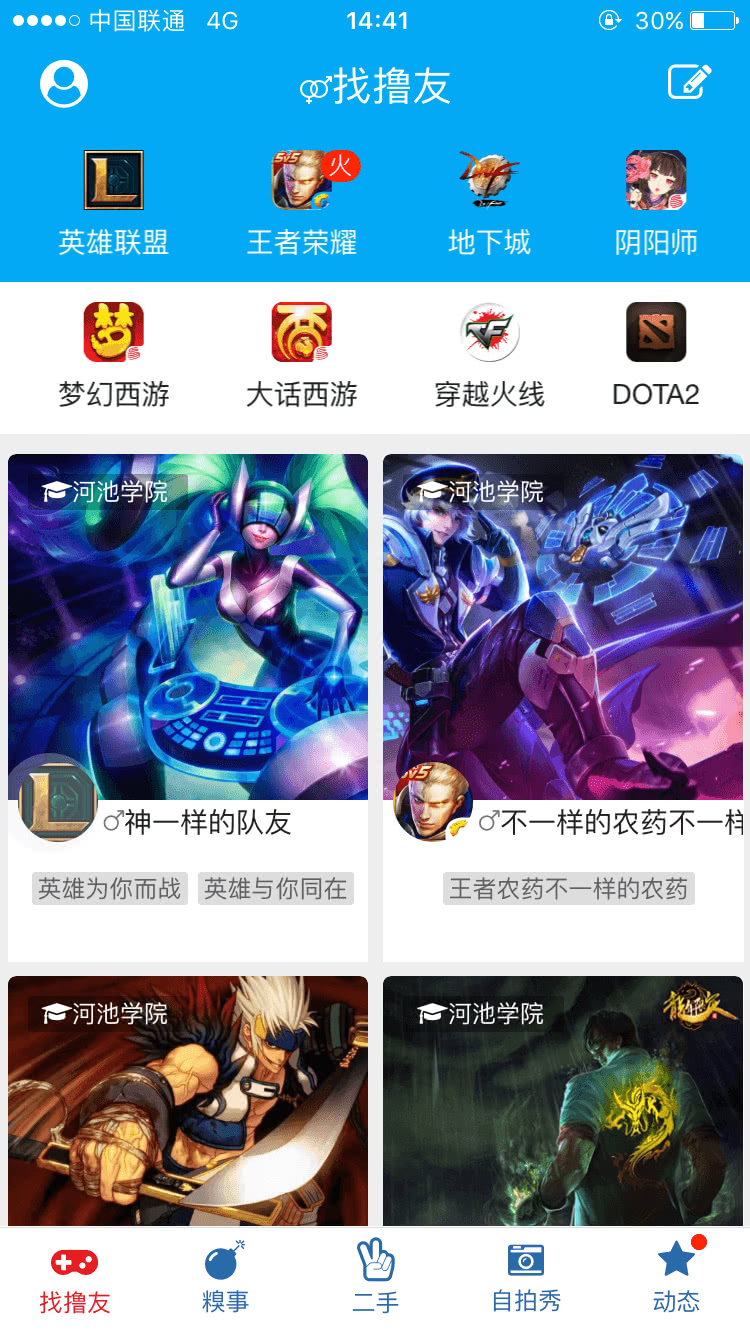 中国联通 4G 14:41 30%
找撸友
火
英雄联盟 王者荣耀 地下城 阴阳师
梦幻西游 大话西游 穿越火线 DOTA2
河池学院 河池学院
♂神一样的队友 ♂不一样的农药不一样
英雄为你而战 英雄与你同在 王者农药不一样的农药
河池学院 河池学院
找撸友 糗事 二手 自拍秀 动态